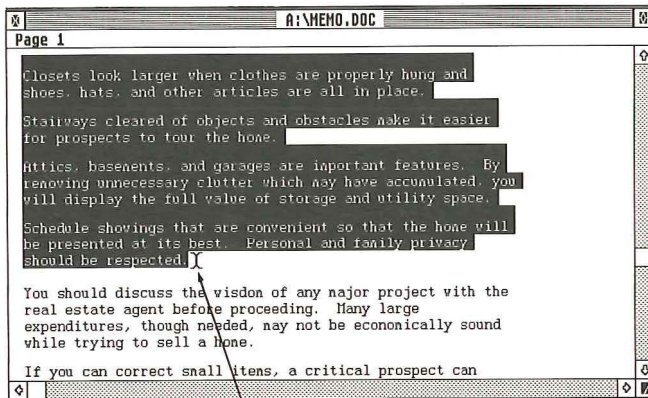 A:\MEMO.DOC
Page 1
Closets look larger when clothes are properly hung and
shoes, hats, and other articles are all in place.
Stairways cleared of objects and obstacles make it easier
for prospects to tour the home.
Attics, basements, and garages are important features.  By
removing unnecessary clutter which may have accumulated, you
will display the full value of storage and utility space.
Schedule showings that are convenient so that the home will
be presented at its best.  Personal and family privacy
should be respected.
You should discuss the wisdom of any major project with the
real estate agent before proceeding.  Many large
expenditures, though needed, may not be economically sound
while trying to sell a home.
If you can correct small items, a critical prospect can